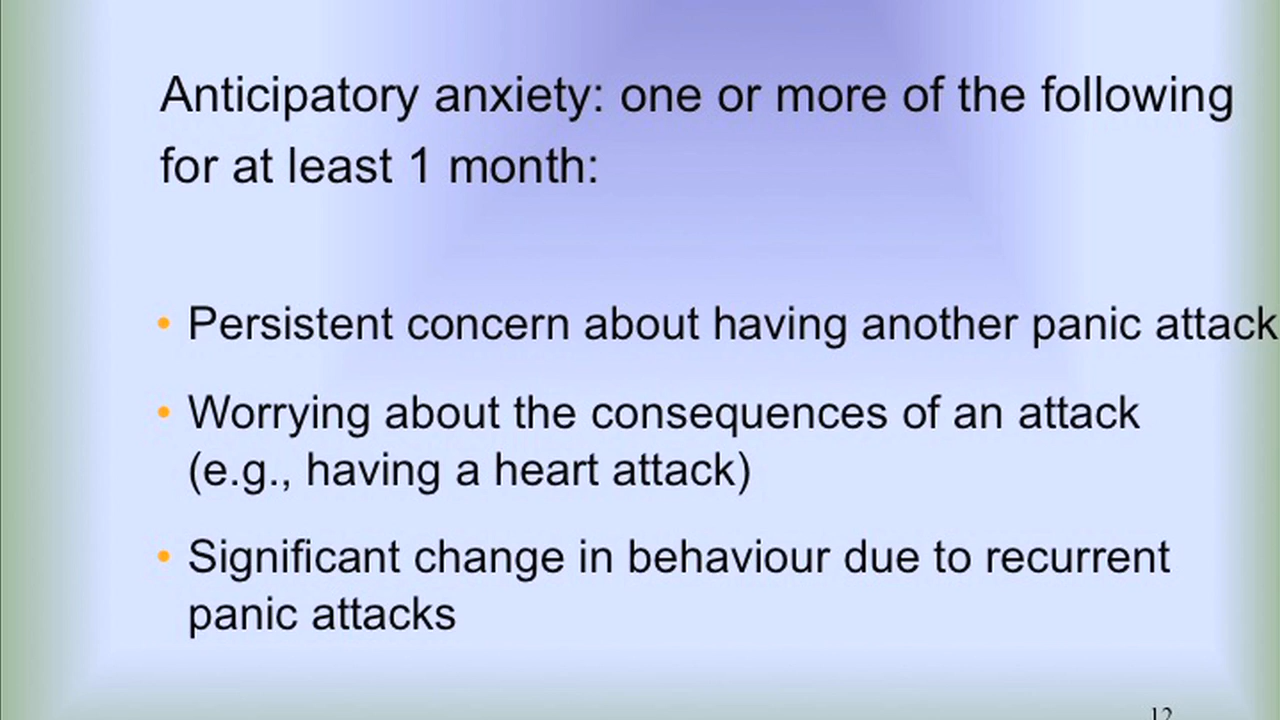 Anticipatory anxiety: one or more of the following
for at least 1 month:
• Persistent concern about having another panic attack
• Worrying about the consequences of an attack
(e.g., having a heart attack)
• Significant change in behaviour due to recurrent
panic attacks
12